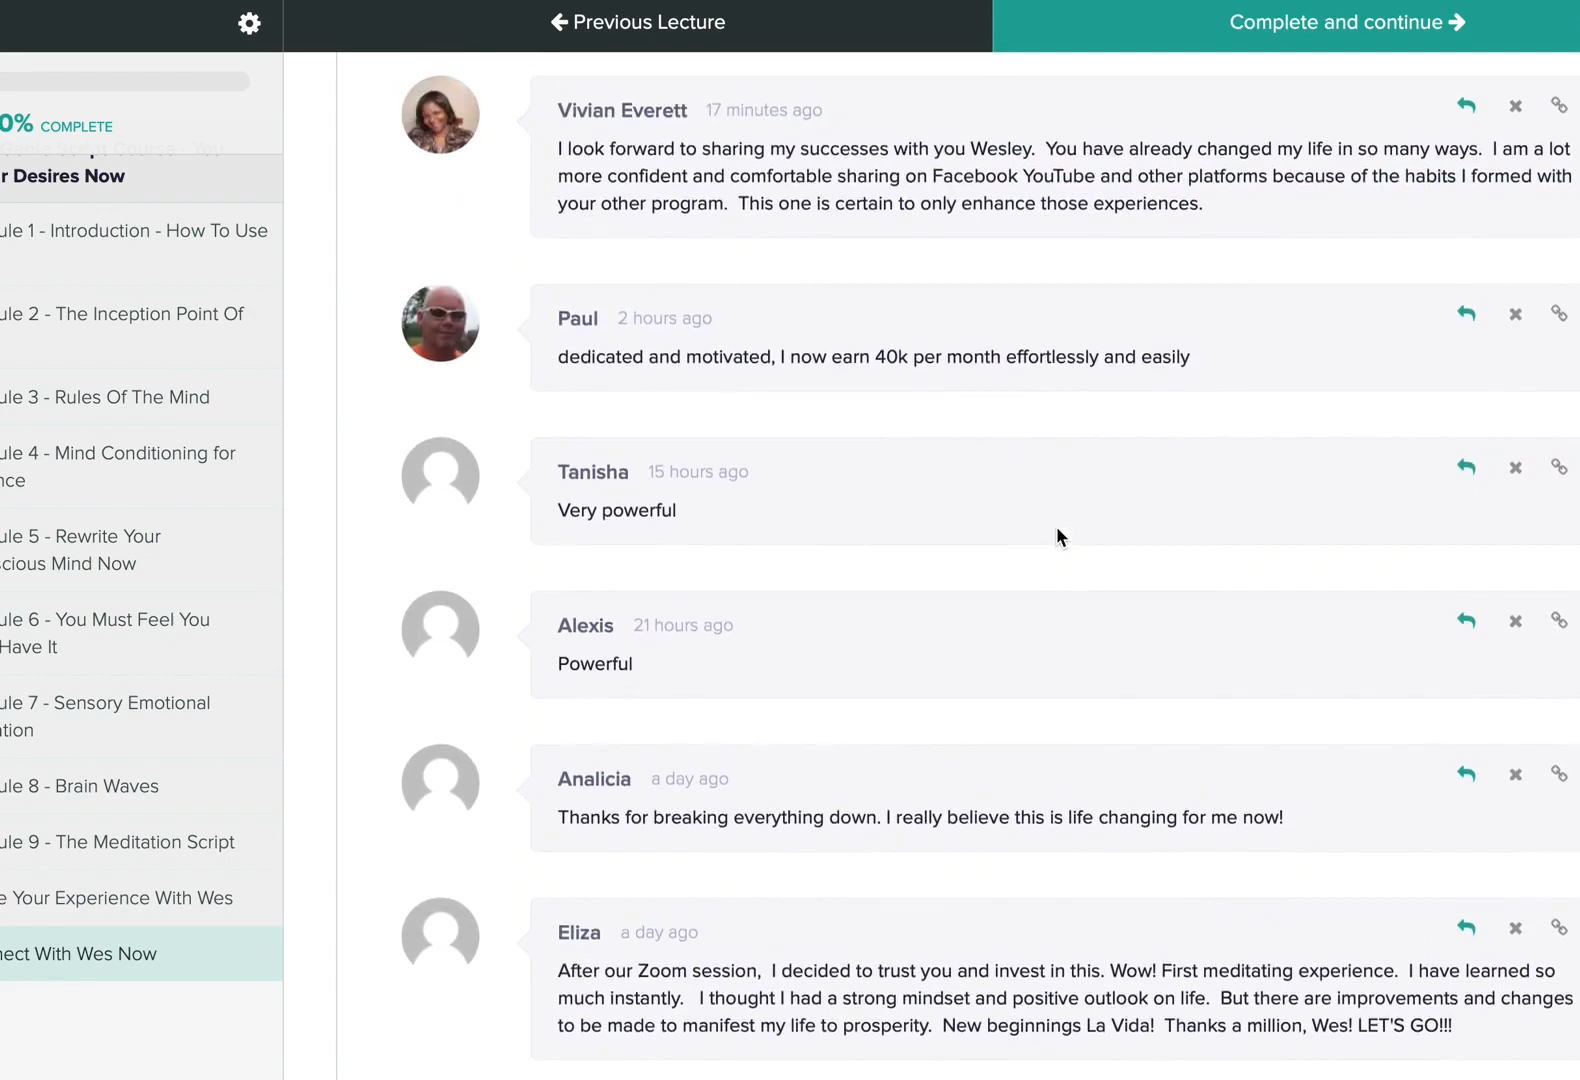 Previous Lecture
Complete and continue
0% COMPLETE
r Desires Now
ule 1 - Introduction - How To Use
ule 2 - The Inception Point Of
ule 3 - Rules Of The Mind
ule 4 - Mind Conditioning for
nce
ule 5 - Rewrite Your
scious Mind Now
ule 6 - You Must Feel You
Have It
ule 7 - Sensory Emotional
ation
ule 8 - Brain Waves
ule 9 - The Meditation Script
e Your Experience With Wes
nect With Wes Now
Vivian Everett 17 minutes ago
I look forward to sharing my successes with you Wesley. You have already changed my life in so many ways. I am a lot
more confident and comfortable sharing on Facebook YouTube and other platforms because of the habits I formed with
your other program. This one is certain to only enhance those experiences.
Paul 2 hours ago
dedicated and motivated, I now earn 40k per month effortlessly and easily
Tanisha 15 hours ago
Very powerful
Alexis 21 hours ago
Powerful
Analicia a day ago
Thanks for breaking everything down. I really believe this is life changing for me now!
Eliza a day ago
After our Zoom session, I decided to trust you and invest in this. Wow! First meditating experience. I have learned so
much instantly. I thought I had a strong mindset and positive outlook on life. But there are improvements and changes
to be made to manifest my life to prosperity. New beginnings La Vida! Thanks a million, Wes! LET'S GO!!!